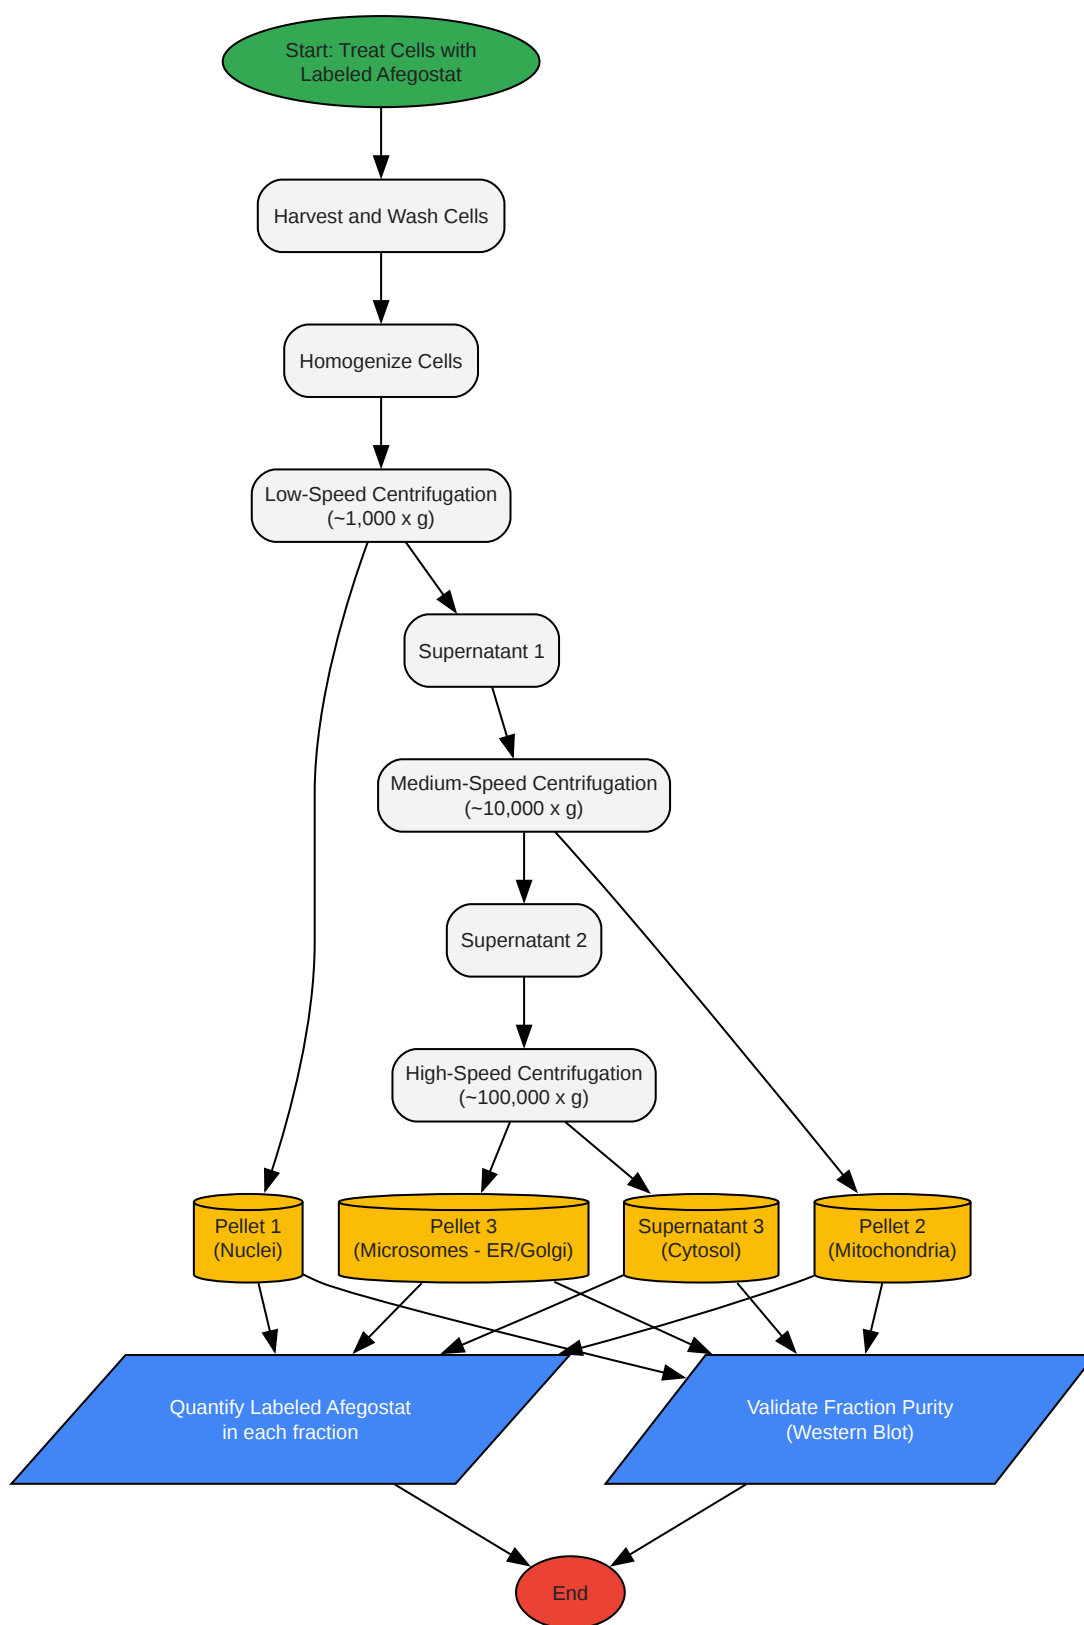 Start: Treat Cells with
Labeled Afegostat
Harvest and Wash Cells
Homogenize Cells
Low-Speed Centrifugation
(~1,000 x g)
Supernatant 1
Medium-Speed Centrifugation
(~10,000 x g)
Supernatant 2
High-Speed Centrifugation
(~100,000 x g)
Pellet 1
(Nuclei)
Pellet 3
(Microsomes - ER/Golgi)
Supernatant 3
(Cytosol)
Pellet 2
(Mitochondria)
Quantify Labeled Afegostat
in each fraction
Validate Fraction Purity
(Western Blot)
End